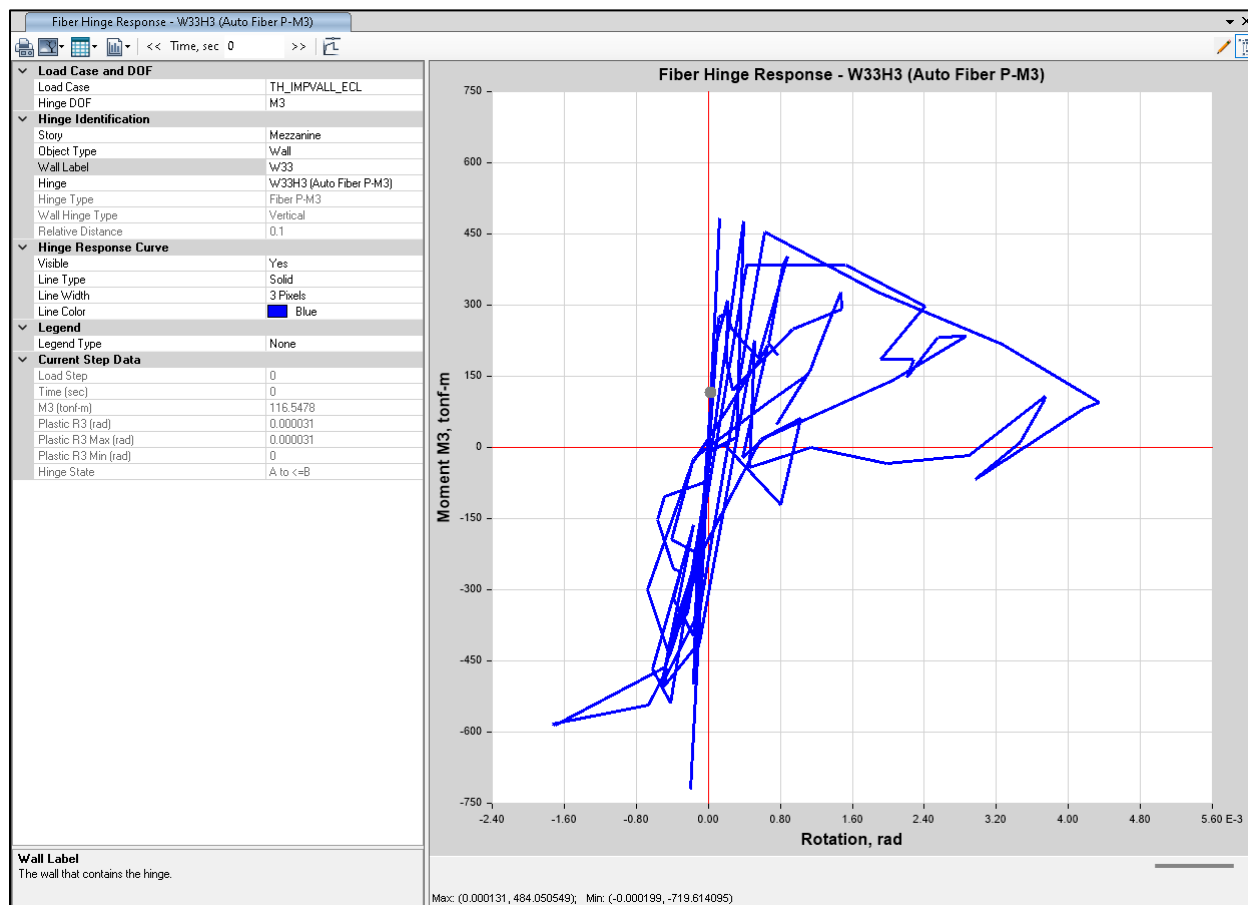 Fiber Hinge Response - W33H3 (Auto Fiber P-M3)
<< Time, sec 0 >>
Load Case and DOF
Load Case TH_IMPVALL_ECL
Hinge DOF M3
Hinge Identification
Story Mezzanine
Object Type Wall
Wall Label W33
Hinge W33H3 (Auto Fiber P-M3)
Hinge Type Fiber P-M3
Wall Hinge Type Vertical
Relative Distance 0.1
Hinge Response Curve
Visible Yes
Line Type Solid
Line Width 3 Pixels
Line Color Blue
Legend
Legend Type None
Current Step Data
Load Step 0
Time (sec) 0
M3 (tonf-m) 116.5478
Plastic R3 (rad) 0.000031
Plastic R3 Max (rad) 0.000031
Plastic R3 Min (rad) 0
Hinge State A to <=B
Wall Label
The wall that contains the hinge.
Fiber Hinge Response - W33H3 (Auto Fiber P-M3)
Moment M3, tonf-m
750
600
450
300
150
0
-150
-300
-450
-600
-750
-2.40 -1.60 -0.80 0.00 0.80 1.60 2.40 3.20 4.00 4.80 5.60 E-3
Rotation, rad
Max: (0.000131, 484.050549); Min: (-0.000199, -719.614095)